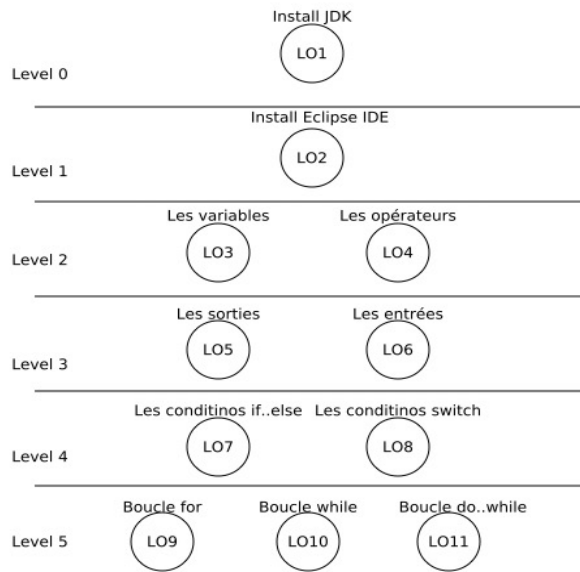 Install JDK
LO1
Level 0
Install Eclipse IDE
LO2
Level 1
Les variables Les opérateurs
LO3 LO4
Level 2
Les sorties Les entrées
LO5 LO6
Level 3
Les conditinos if..else Les conditinos switch
LO7 LO8
Level 4
Boucle for Boucle while Boucle do..while
Level 5 LO9 LO10 LO11